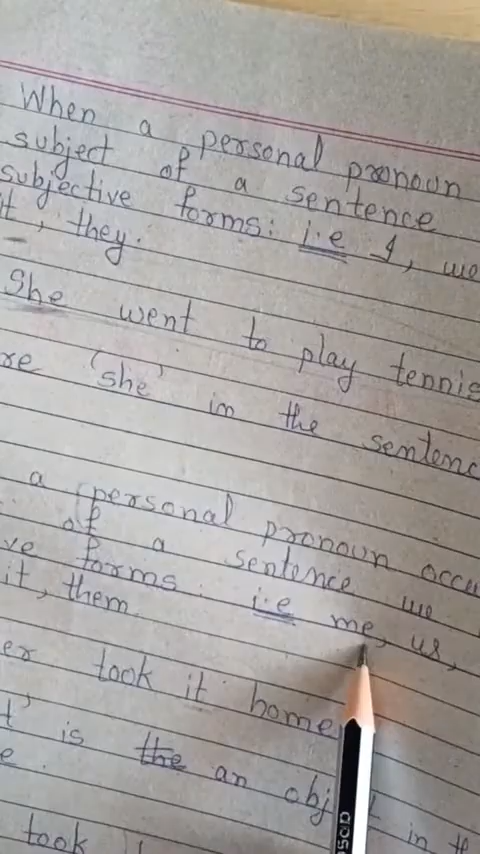 When a personal pronoun
subject of a sentence
subjective forms: i.e I, we
it, they.
She went to play tennis
re 'she' in the sentenc
a personal pronoun occu
of a sentence we
ve forms: i.e me, us,
it, them.
er took it home
t' is the an obj t in th
e.
took